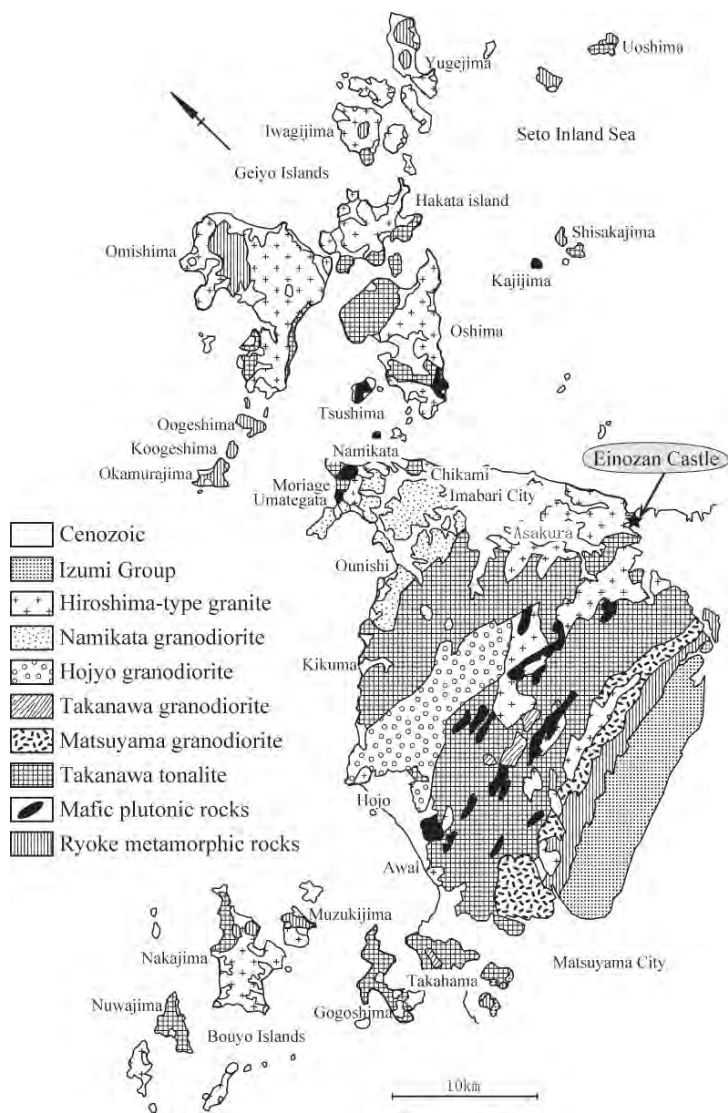 Yugejima
Uoshima
Iwagijima
Seto Inland Sea
Geiyo Islands
Hakata island
Omishima
Shisakajima
Kajijima
Oshima
Tsushima
Oogeshima
Koogeshima
Okamurajima
Namikata
Einozan Castle
Moriage
Chikami
Umategata
Imabari City
Asakura
Ounishi
Kikuma
Cenozoic
Izumi Group
Hiroshima-type granite
Namikata granodiorite
Hojyo granodiorite
Takanawa granodiorite
Matsuyama granodiorite
Takanawa tonalite
Mafic plutonic rocks
Ryoke metamorphic rocks
Hojo
Awai
Muzukijima
Nakajima
Takahama
Matsuyama City
Nuwajima
Gogoshima
Bouyo Islands
10km